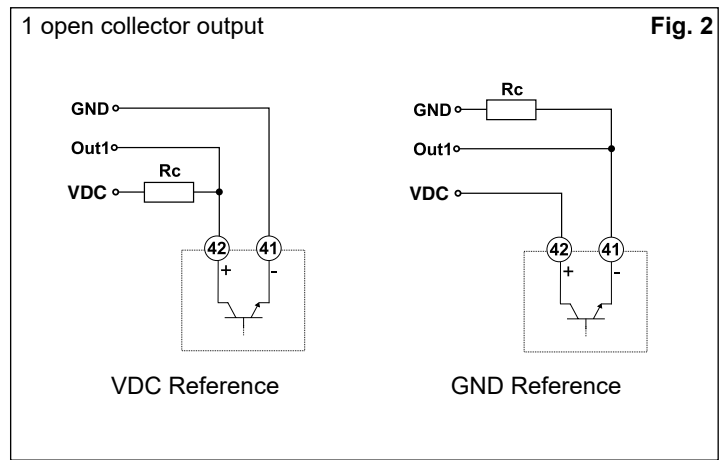 1 open collector output
Fig. 2
GND
Out1
Rc
VDC
42
41
+
-
VDC Reference
Rc
GND
Out1
VDC
42
41
+
-
GND Reference